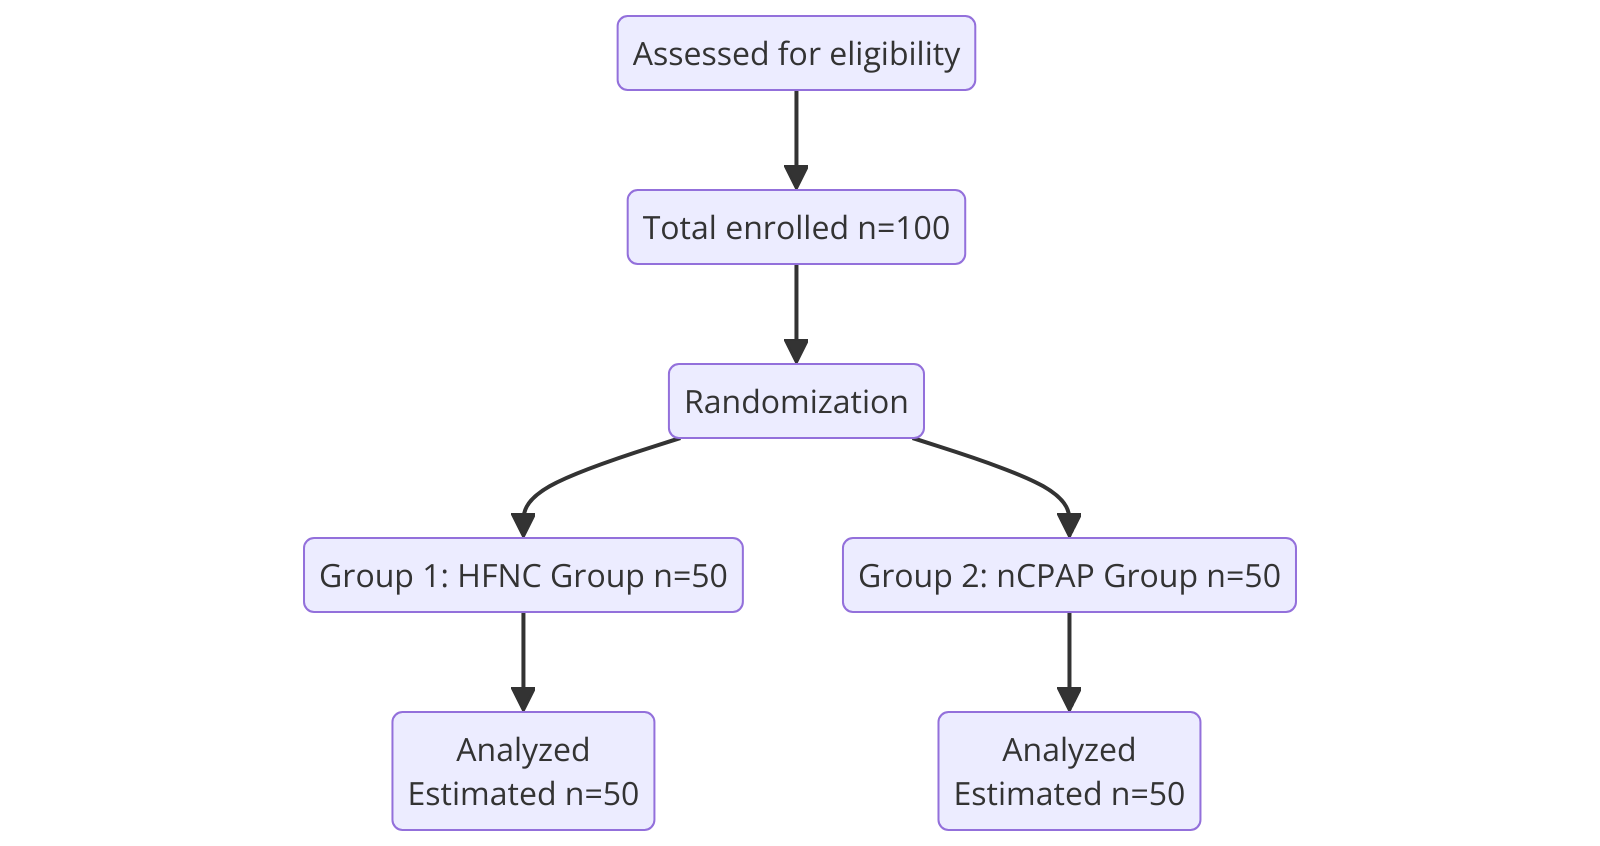 Assessed for eligibility
Total enrolled n=100
Randomization
Group 1: HFNC Group n=50
Group 2: nCPAP Group n=50
Analyzed
Estimated n=50
Analyzed
Estimated n=50